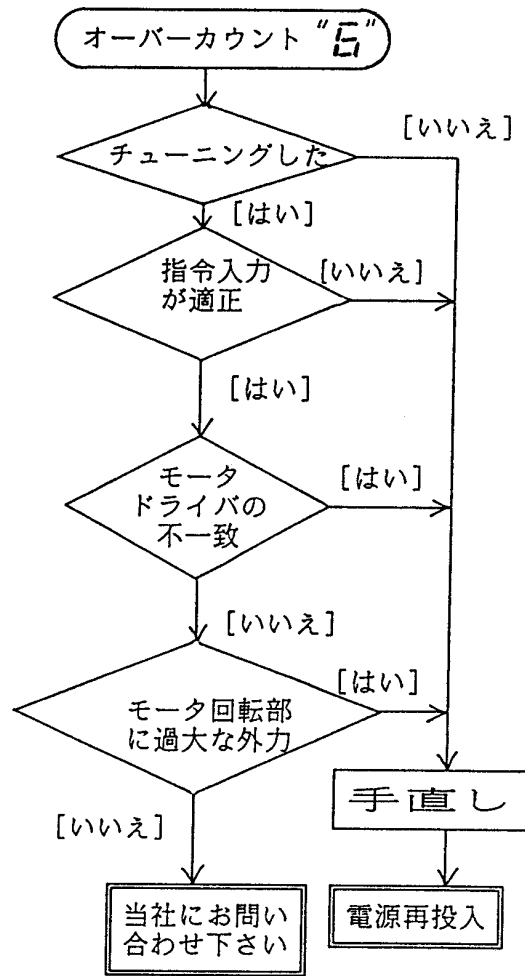 オーバーカウント "6"
チューニングした
[いいえ]
[はい]
指令入力
が適正
[いいえ]
[はい]
モータ
ドライバの
不一致
[はい]
[いいえ]
モータ回転部
に過大な外力
[はい]
[いいえ]
手直し
当社にお問い
合わせ下さい
電源再投入